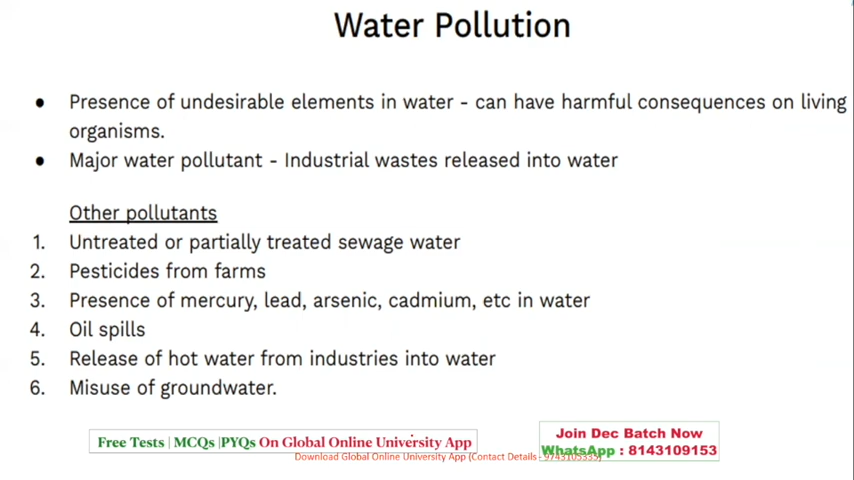 Water Pollution
● Presence of undesirable elements in water - can have harmful consequences on living
organisms.
● Major water pollutant - Industrial wastes released into water
Other pollutants
1. Untreated or partially treated sewage water
2. Pesticides from farms
3. Presence of mercury, lead, arsenic, cadmium, etc in water
4. Oil spills
5. Release of hot water from industries into water
6. Misuse of groundwater.
Free Tests | MCQs |PYQs On Global Online University App
Join Dec Batch Now
WhatsApp : 8143109153
Download Global Online University App (Contact Details - 9743105335)